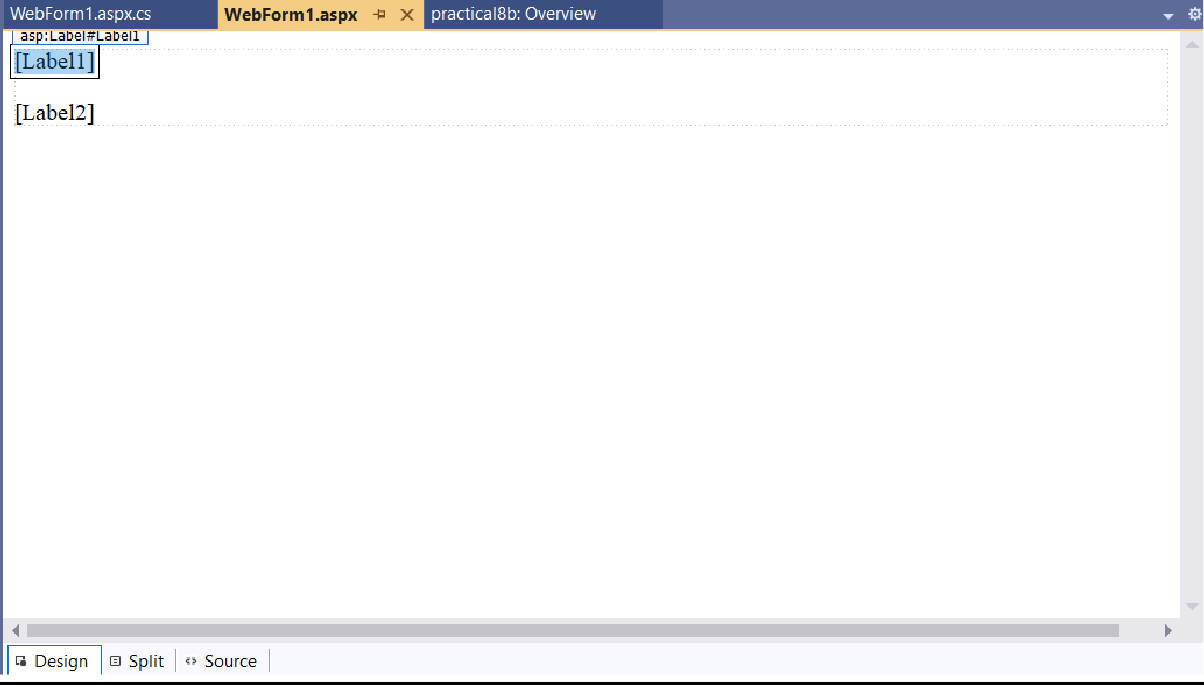 WebForm1.aspx.cs WebForm1.aspx practical8b: Overview
asp:Label#Label1
[Label1]
[Label2]
Design Split Source